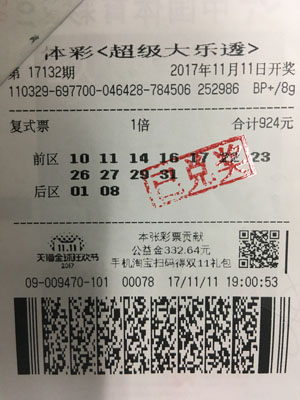 体彩<超级大乐透>
第 17132期 2017年11月11日开奖
110329-697700-046428-784506 252986 BP+/8g
复式票 1倍 合计924元
前区 10 11 14 16 17 22 23
26 27 29 31
后区 01 08
已兑奖
11.11
天猫全球狂欢节
2017
本张彩票贡献
公益金332.64元
手机淘宝扫码得双11礼包
09-009470-101 00078 17/11/11 19:00:53